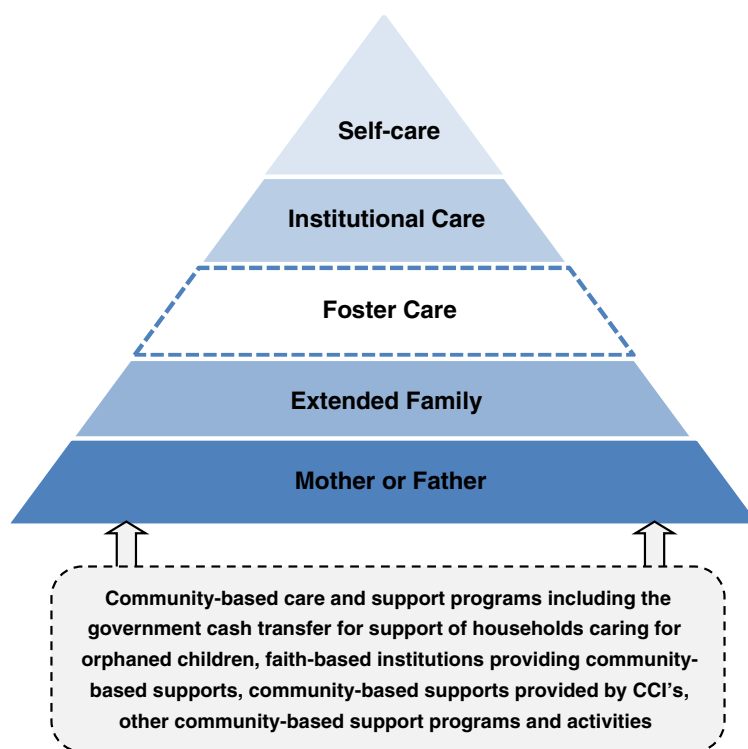 Self-care
Institutional Care
Foster Care
Extended Family
Mother or Father
Community-based care and support programs including the
government cash transfer for support of households caring for
orphaned children, faith-based institutions providing community-
based supports, community-based supports provided by CCI's,
other community-based support programs and activities